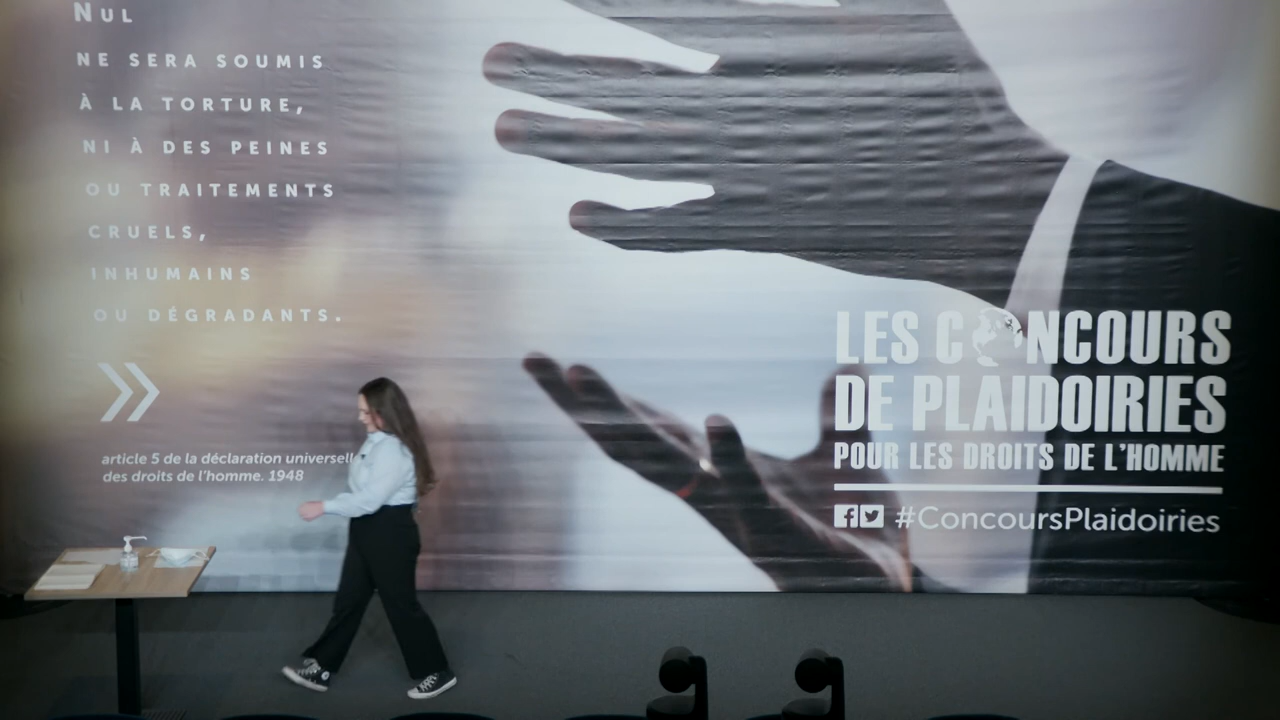 NUL
NE SERA SOUMIS
À LA TORTURE,
NI À DES PEINES
OU TRAITEMENTS
CRUELS,
INHUMAINS
OU DÉGRADANTS.
article 5 de la déclaration universelle
des droits de l'homme. 1948
LES CONCOURS
DE PLAIDOIRIES
POUR LES DROITS DE L'HOMME
#ConcoursPlaidoiries